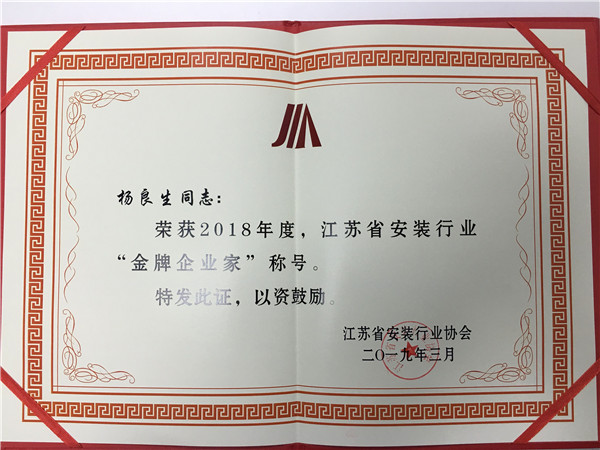 杨良生同志：
荣获2018年度，江苏省安装行业
“金牌企业家”称号。
特发此证，以资鼓励。
江苏省安装行业协会
二〇一九年三月